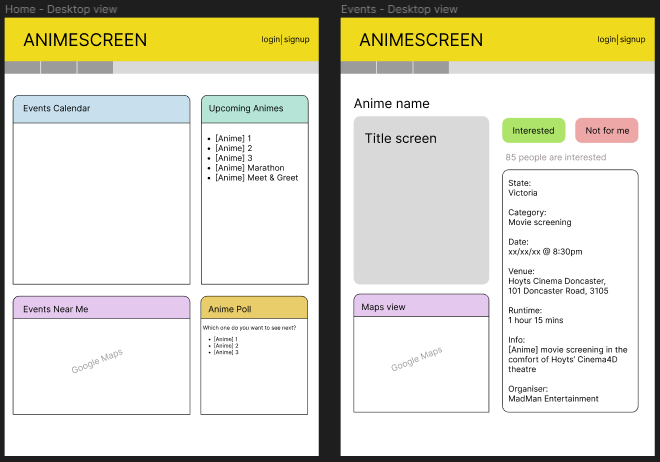 Home - Desktop view
ANIMESCREEN
login|signup
Events Calendar
Upcoming Animes
• [Anime] 1
• [Anime] 2
• [Anime] 3
• [Anime] Marathon
• [Anime] Meet & Greet
Events Near Me
Google Maps
Anime Poll
Which one do you want to see next?
• [Anime] 1
• [Anime] 2
• [Anime] 3
Events - Desktop view
ANIMESCREEN
login|signup
Anime name
Title screen
Interested
Not for me
85 people are interested
State:
Victoria
Category:
Movie screening
Date:
xx/xx/xx @ 8:30pm
Venue:
Hoyts Cinema Doncaster,
101 Doncaster Road, 3105
Runtime:
1 hour 15 mins
Info:
[Anime] movie screening in the
comfort of Hoyts' Cinema4D
theatre
Organiser:
MadMan Entertainment
Maps view
Google Maps